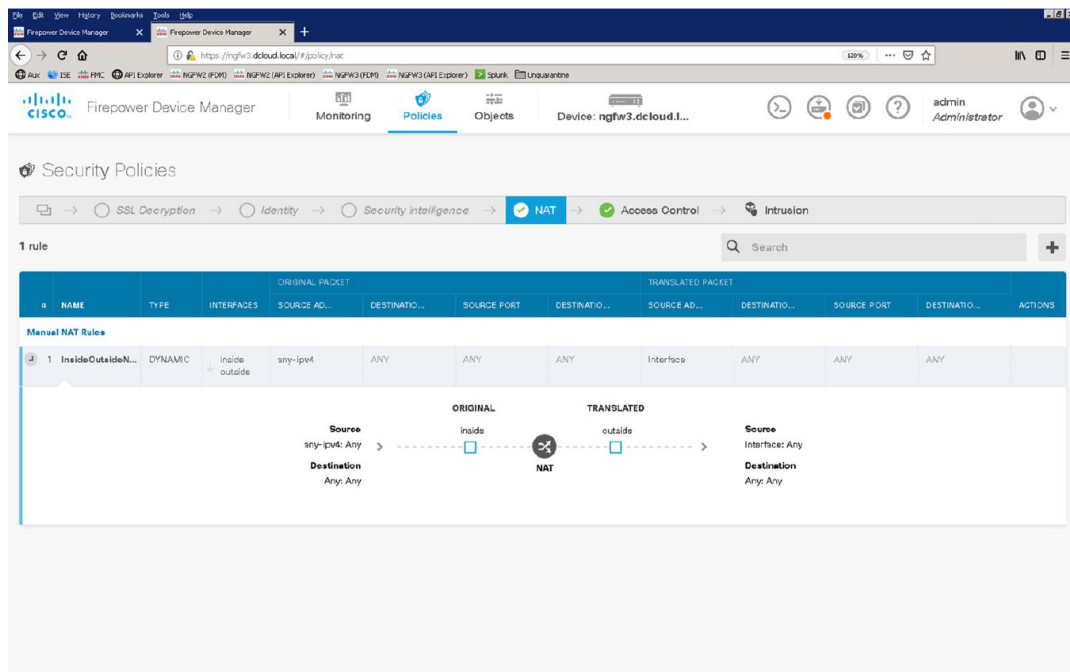 File Edit View History Bookmarks Tools Help
Firepower Device Manager X Firepower Device Manager X +
https://ngfw3.dcloud.local/#/policy/nat 120%
Aux ISE FMC API Explorer NGFW2 (FDM) NGFW2 (API Explorer) NGFW3 (FDM) NGFW3 (API Explorer) Splunk Unquarantine
CISCO Firepower Device Manager Monitoring Policies Objects Device: ngfw3.dcloud.l... admin
Administrator
Security Policies
SSL Decryption → Identity → Security Intelligence → NAT → Access Control → Intrusion
1 rule Search +
ORIGINAL PACKET TRANSLATED PACKET
# NAME TYPE INTERFACES SOURCE AD... DESTINATIO... SOURCE PORT DESTINATIO... SOURCE AD... DESTINATIO... SOURCE PORT DESTINATIO... ACTIONS
Manual NAT Rules
1 InsideOutsideN... DYNAMIC inside any-ipv4 ANY ANY ANY Interface ANY ANY ANY
outside
ORIGINAL TRANSLATED
Source inside outside Source
any-ipv4: Any Interface: Any
Destination NAT Destination
Any: Any Any: Any